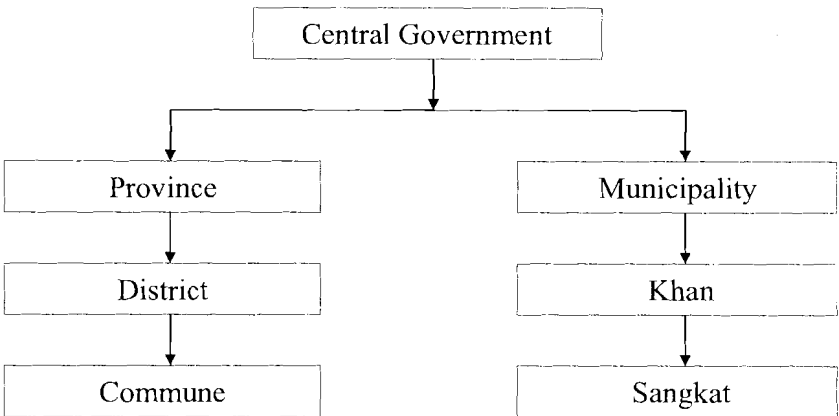 Central Government
Province
Municipality
District
Khan
Commune
Sangkat